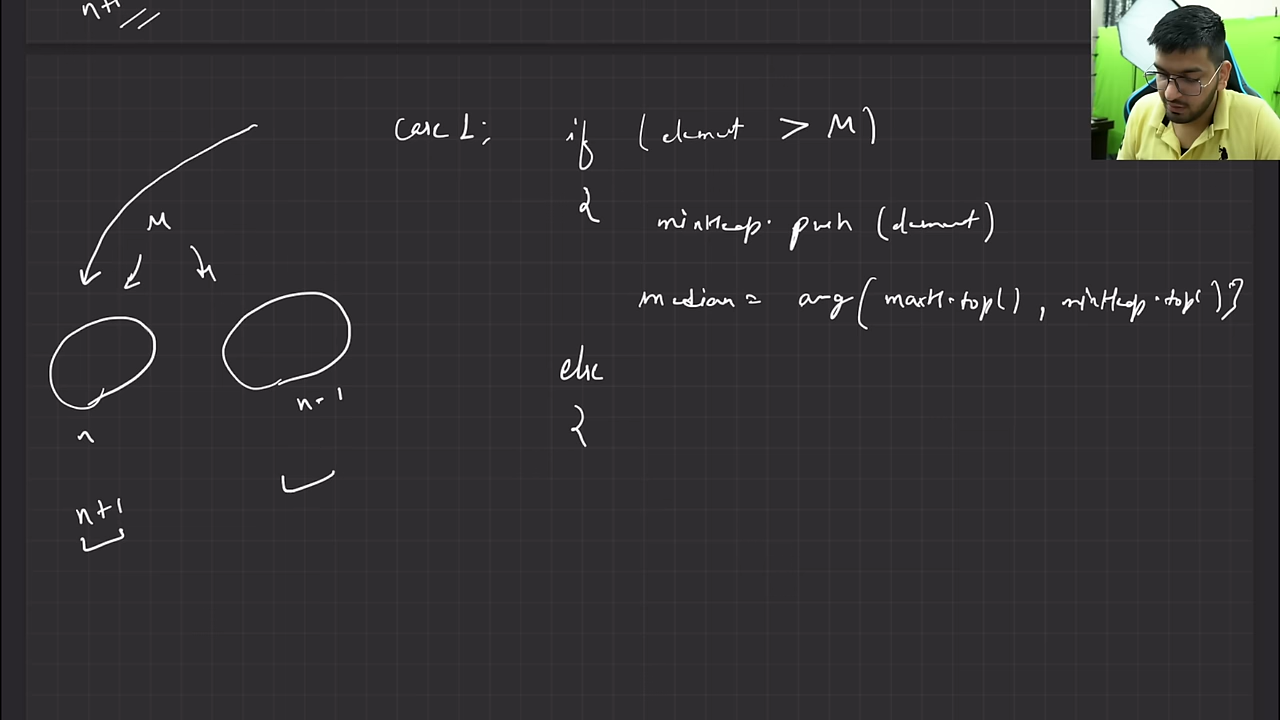 n+1
Case 1; if (element > M)
{ minHeap. push (element)
median = avg (maxH.top(), minHeap.top()}
M
else
n-1
{
n
n+1